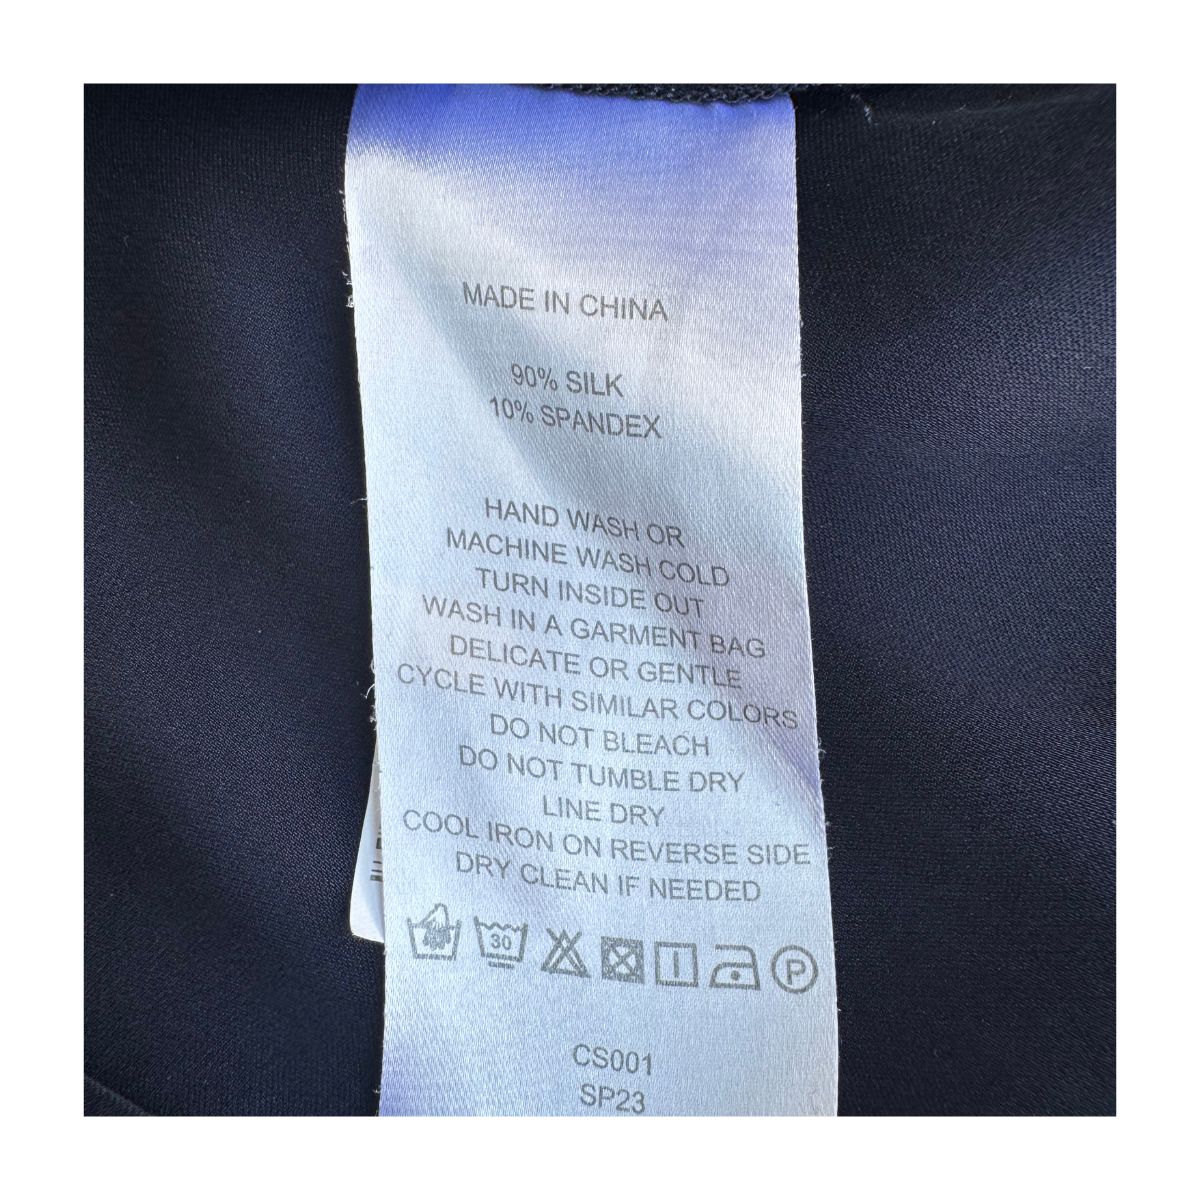 MADE IN CHINA
90% SILK
10% SPANDEX
HAND WASH OR
MACHINE WASH COLD
TURN INSIDE OUT
WASH IN A GARMENT BAG
DELICATE OR GENTLE
CYCLE WITH SIMILAR COLORS
DO NOT BLEACH
DO NOT TUMBLE DRY
LINE DRY
COOL IRON ON REVERSE SIDE
DRY CLEAN IF NEEDED
30 P
CS001
SP23